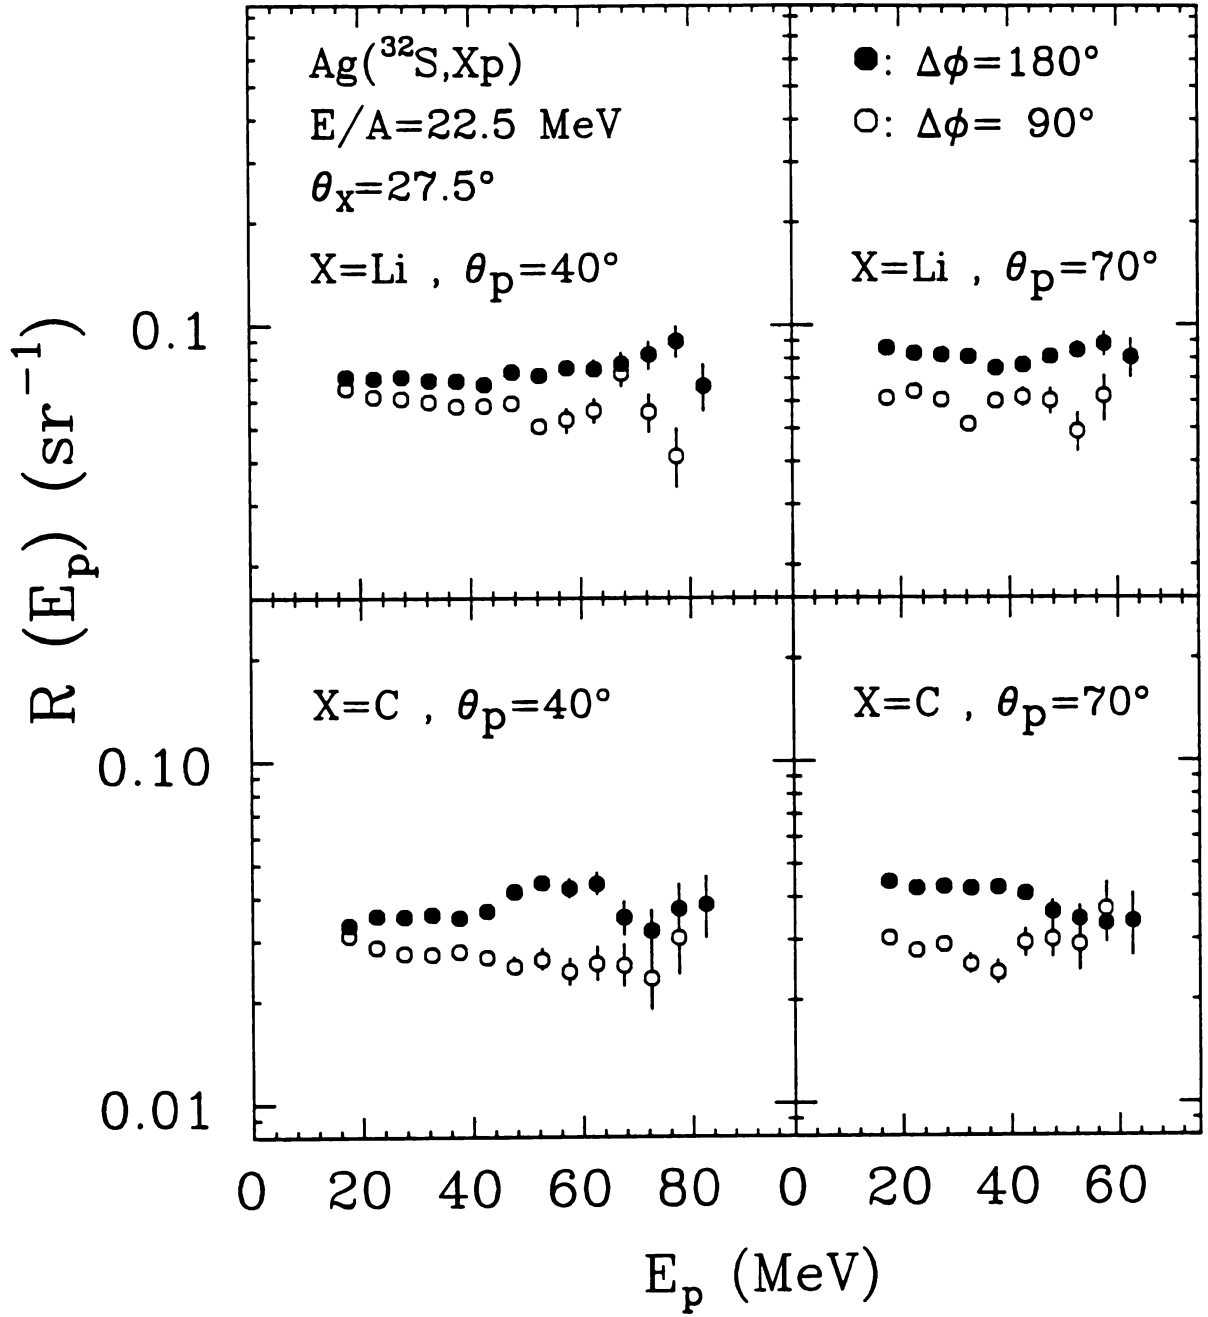 Ag(³²S,Xp)
E/A=22.5 MeV
θₓ=27.5°
X=Li , θₚ=40°
●: Δϕ=180°
○: Δϕ= 90°
X=Li , θₚ=70°
X=C , θₚ=40°
X=C , θₚ=70°
R (Eₚ) (sr⁻¹)
0.1
0.10
0.01
0 20 40 60 80 0 20 40 60
Eₚ (MeV)